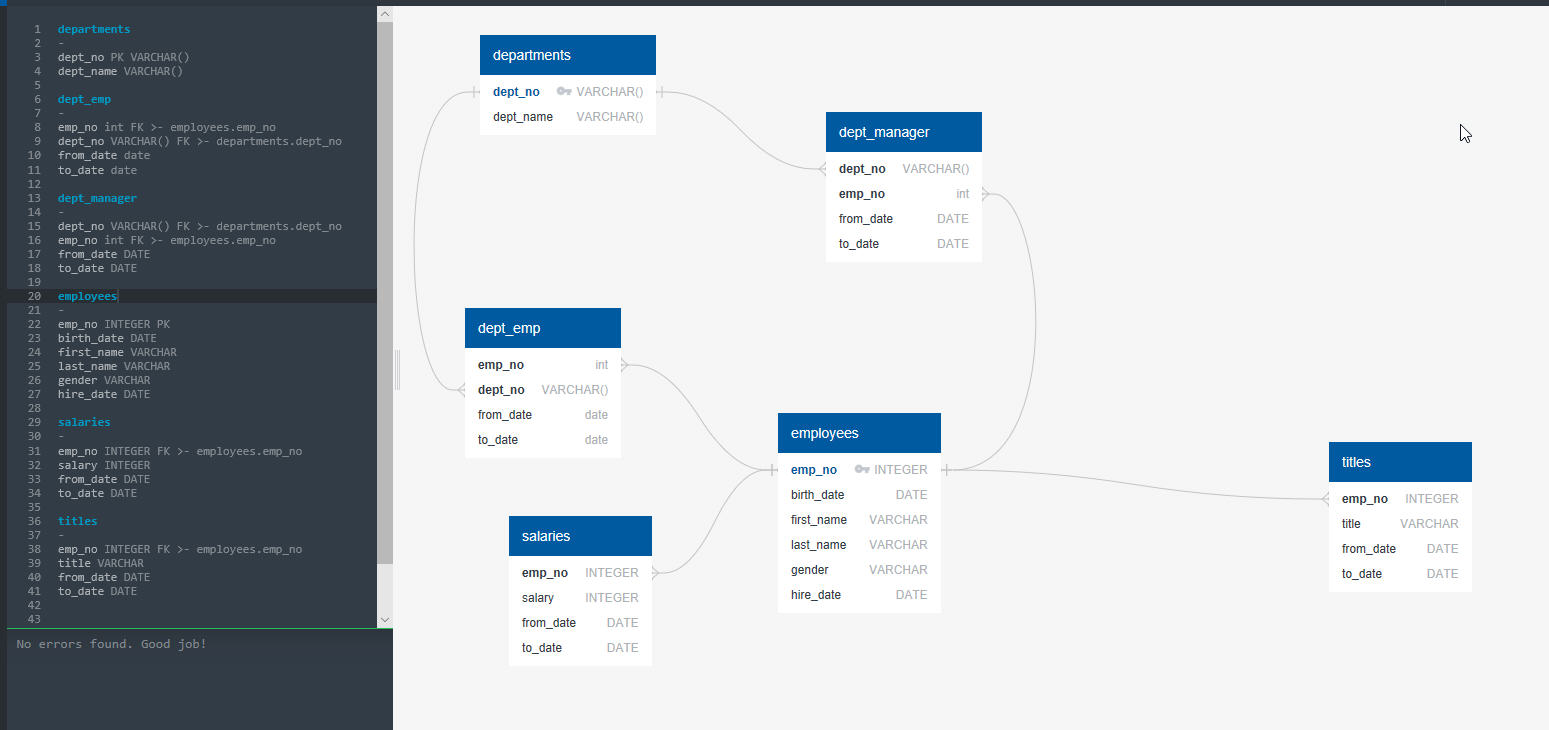 1 departments
2 -
3 dept_no PK VARCHAR()
4 dept_name VARCHAR()
5
6 dept_emp
7 -
8 emp_no int FK >- employees.emp_no
9 dept_no VARCHAR() FK >- departments.dept_no
10 from_date date
11 to_date date
12
13 dept_manager
14 -
15 dept_no VARCHAR() FK >- departments.dept_no
16 emp_no int FK >- employees.emp_no
17 from_date DATE
18 to_date DATE
19
20 employees
21 -
22 emp_no INTEGER PK
23 birth_date DATE
24 first_name VARCHAR
25 last_name VARCHAR
26 gender VARCHAR
27 hire_date DATE
28
29 salaries
30 -
31 emp_no INTEGER FK >- employees.emp_no
32 salary INTEGER
33 from_date DATE
34 to_date DATE
35
36 titles
37 -
38 emp_no INTEGER FK >- employees.emp_no
39 title VARCHAR
40 from_date DATE
41 to_date DATE
42
43
No errors found. Good job!
departments
dept_no VARCHAR()
dept_name VARCHAR()
dept_manager
dept_no VARCHAR()
emp_no int
from_date DATE
to_date DATE
dept_emp
emp_no int
dept_no VARCHAR()
from_date date
to_date date
employees
emp_no INTEGER
birth_date DATE
first_name VARCHAR
last_name VARCHAR
gender VARCHAR
hire_date DATE
titles
emp_no INTEGER
title VARCHAR
from_date DATE
to_date DATE
salaries
emp_no INTEGER
salary INTEGER
from_date DATE
to_date DATE